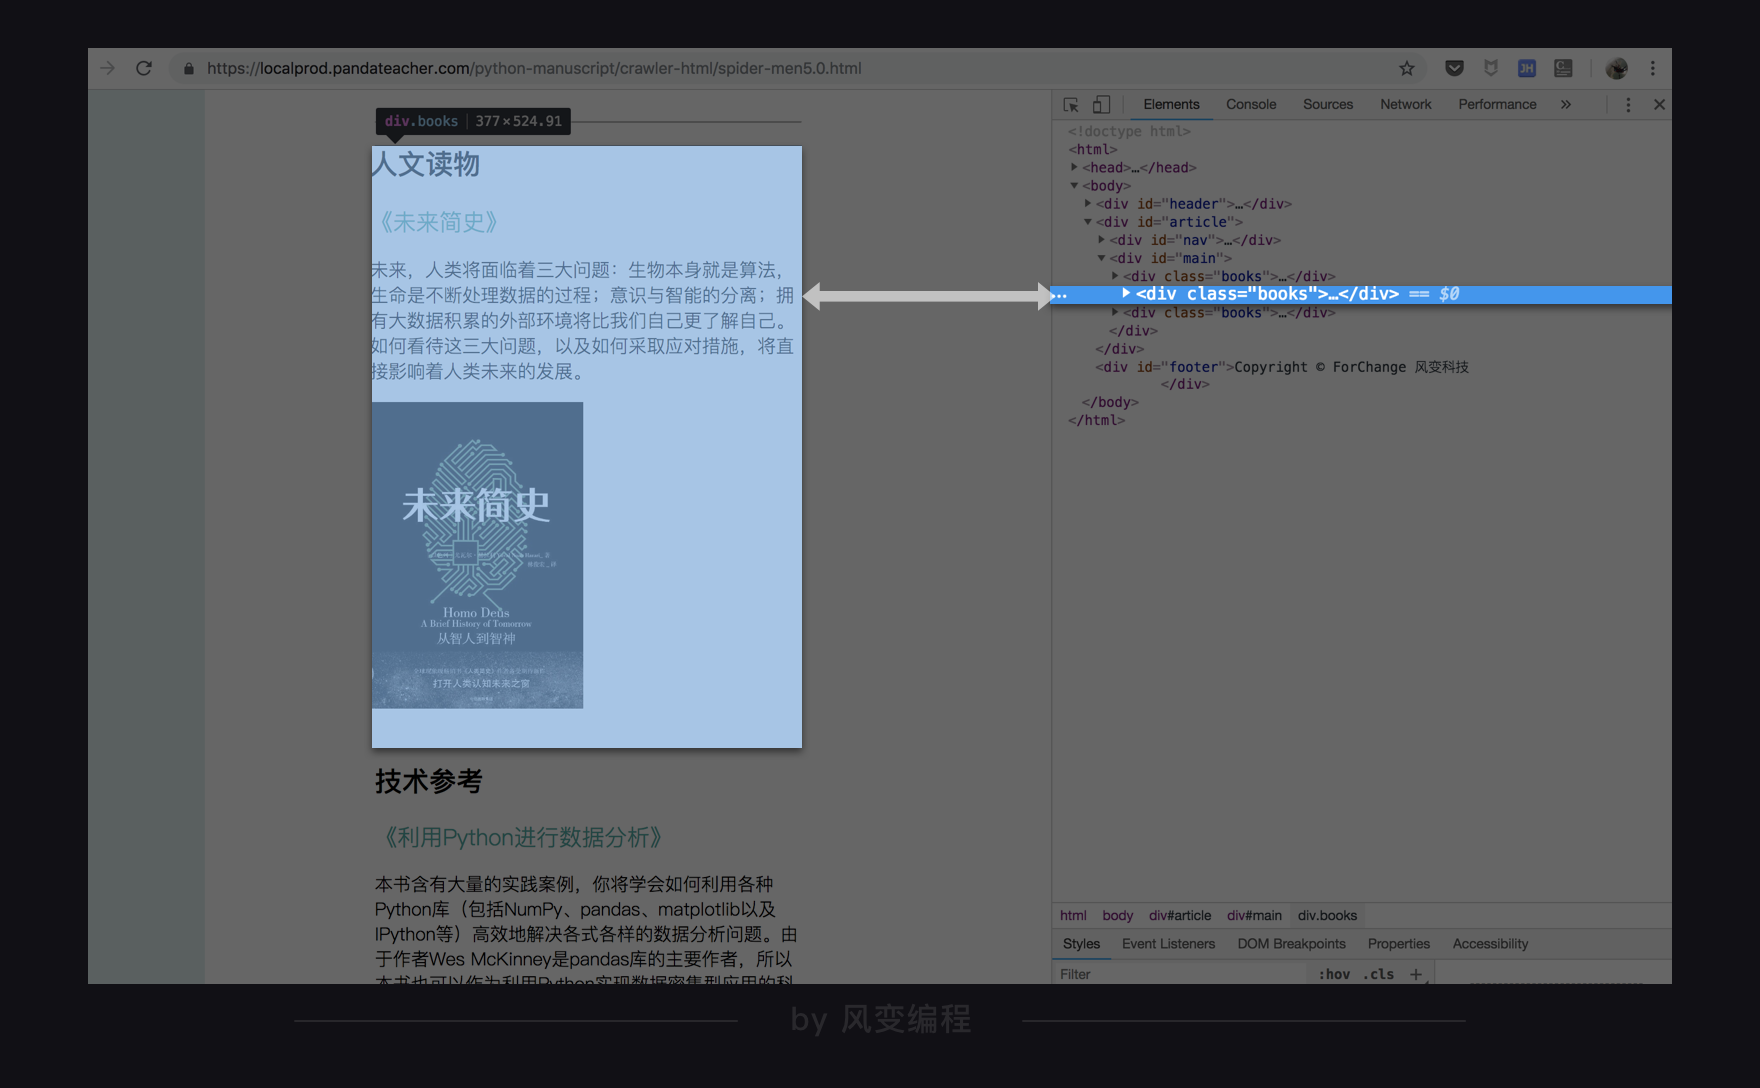 https://localprod.pandateacher.com/python-manuscript/crawler-html/spider-men5.0.html
JH
div.books | 377×524.91
人文读物
《未来简史》
未来，人类将面临着三大问题：生物本身就是算法，
生命是不断处理数据的过程；意识与智能的分离；拥
有大数据积累的外部环境将比我们自己更了解自己。
如何看待这三大问题，以及如何采取应对措施，将直
接影响着人类未来的发展。
未来简史
Homo Deus
A Brief History of Tomorrow
从智人到智神
打开人类认知未来之窗
技术参考
《利用Python进行数据分析》
本书含有大量的实践案例，你将学会如何利用各种
Python库（包括NumPy、pandas、matplotlib以及
IPython等）高效地解决各式各样的数据分析问题。由
于作者Wes McKinney是pandas库的主要作者，所以
本书也可以作为利用Python实现数据密集型应用的科
Elements Console Sources Network Performance »
<!doctype html>
<html>
<head>…</head>
<body>
<div id="header">…</div>
<div id="article">
<div id="nav">…</div>
<div id="main">
<div class="books">…</div>
… <div class="books">…</div> == $0
<div class="books">…</div>
</div>
</div>
<div id="footer">Copyright © ForChange 风变科技
</div>
</body>
</html>
html body div#article div#main div.books
Styles Event Listeners DOM Breakpoints Properties Accessibility
Filter :hov .cls +
by 风变编程